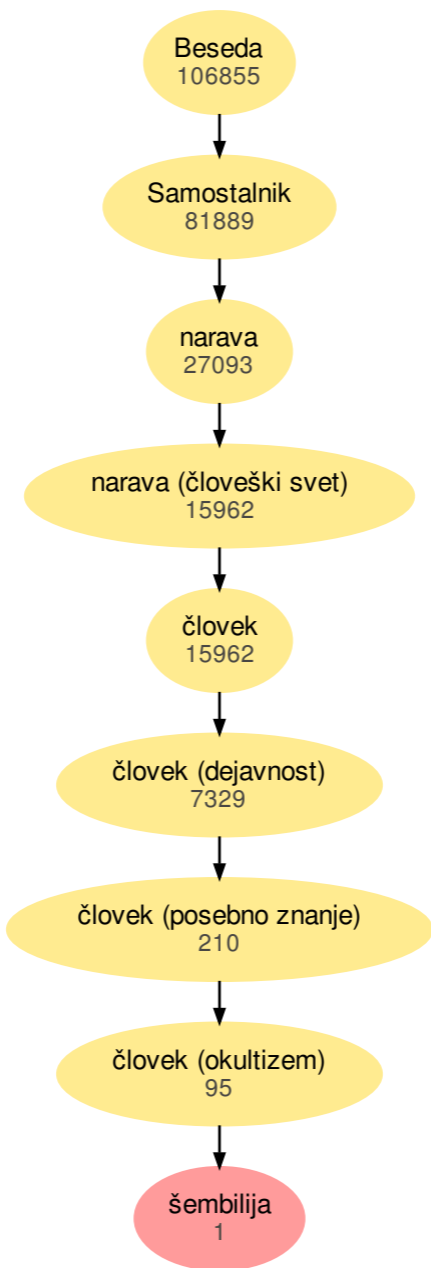 Beseda
106855
Samostalnik
81889
narava
27093
narava (človeški svet)
15962
človek
15962
človek (dejavnost)
7329
človek (posebno znanje)
210
človek (okultizem)
95
šembilija
1